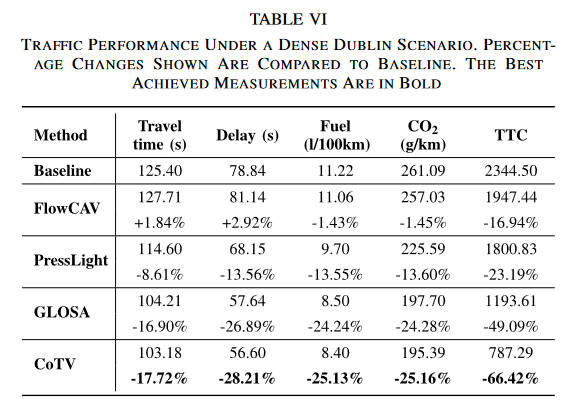 TABLE VI
TRAFFIC PERFORMANCE UNDER A DENSE DUBLIN SCENARIO. PERCENT-
AGE CHANGES SHOWN ARE COMPARED TO BASELINE. THE BEST
ACHIEVED MEASUREMENTS ARE IN BOLD
Method Travel time (s) Delay (s) Fuel (l/100km) CO₂ (g/km) TTC
Baseline 125.40 78.84 11.22 261.09 2344.50
FlowCAV 127.71 81.14 11.06 257.03 1947.44
+1.84% +2.92% -1.43% -1.45% -16.94%
PressLight 114.60 68.15 9.70 225.59 1800.83
-8.61% -13.56% -13.55% -13.60% -23.19%
GLOSA 104.21 57.64 8.50 197.70 1193.61
-16.90% -26.89% -24.24% -24.28% -49.09%
CoTV 103.18 56.60 8.40 195.39 787.29
-17.72% -28.21% -25.13% -25.16% -66.42%